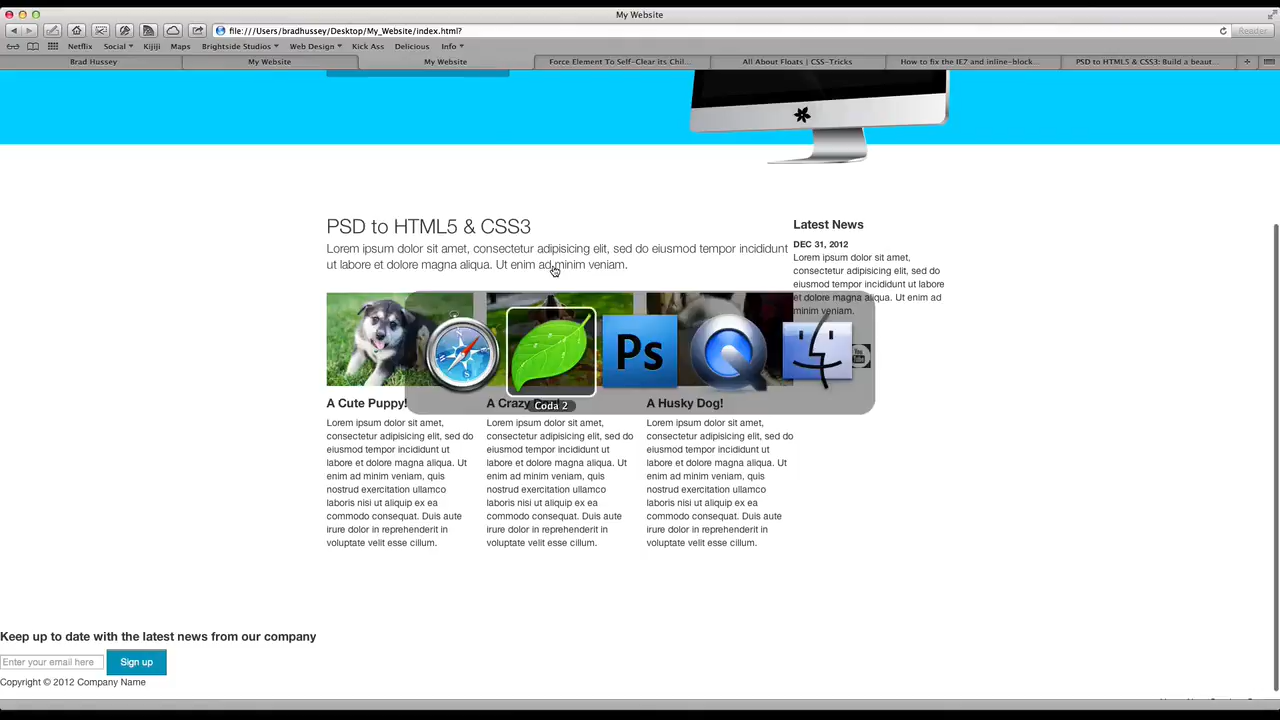 My Website
file:///Users/bradhussey/Desktop/My_Website/index.html?
Reader
Netflix Social Kijiji Maps Brightside Studios Web Design Kick Ass Delicious Info
Brad Hussey My Website My Website Force Element To Self-Clear its Chil... All About Floats | CSS-Tricks How to fix the IE7 and inline-block... PSD to HTML5 & CSS3: Build a beaut...
PSD to HTML5 & CSS3
Lorem ipsum dolor sit amet, consectetur adipisicing elit, sed do eiusmod tempor incididunt
ut labore et dolore magna aliqua. Ut enim ad minim veniam.
Latest News
DEC 31, 2012
Lorem ipsum dolor sit amet,
consectetur adipisicing elit, sed do
eiusmod tempor incididunt ut labore
et dolore magna aliqua. Ut enim ad
minim veniam.
Ps
You
Tube
Coda 2
A Cute Puppy!
Lorem ipsum dolor sit amet,
consectetur adipisicing elit, sed do
eiusmod tempor incididunt ut
labore et dolore magna aliqua. Ut
enim ad minim veniam, quis
nostrud exercitation ullamco
laboris nisi ut aliquip ex ea
commodo consequat. Duis aute
irure dolor in reprehenderit in
voluptate velit esse cillum.
A Crazy
Lorem ipsum dolor sit amet,
consectetur adipisicing elit, sed do
eiusmod tempor incididunt ut
labore et dolore magna aliqua. Ut
enim ad minim veniam, quis
nostrud exercitation ullamco
laboris nisi ut aliquip ex ea
commodo consequat. Duis aute
irure dolor in reprehenderit in
voluptate velit esse cillum.
A Husky Dog!
Lorem ipsum dolor sit amet,
consectetur adipisicing elit, sed do
eiusmod tempor incididunt ut
labore et dolore magna aliqua. Ut
enim ad minim veniam, quis
nostrud exercitation ullamco
laboris nisi ut aliquip ex ea
commodo consequat. Duis aute
irure dolor in reprehenderit in
voluptate velit esse cillum.
Keep up to date with the latest news from our company
Enter your email here
Sign up
Copyright © 2012 Company Name